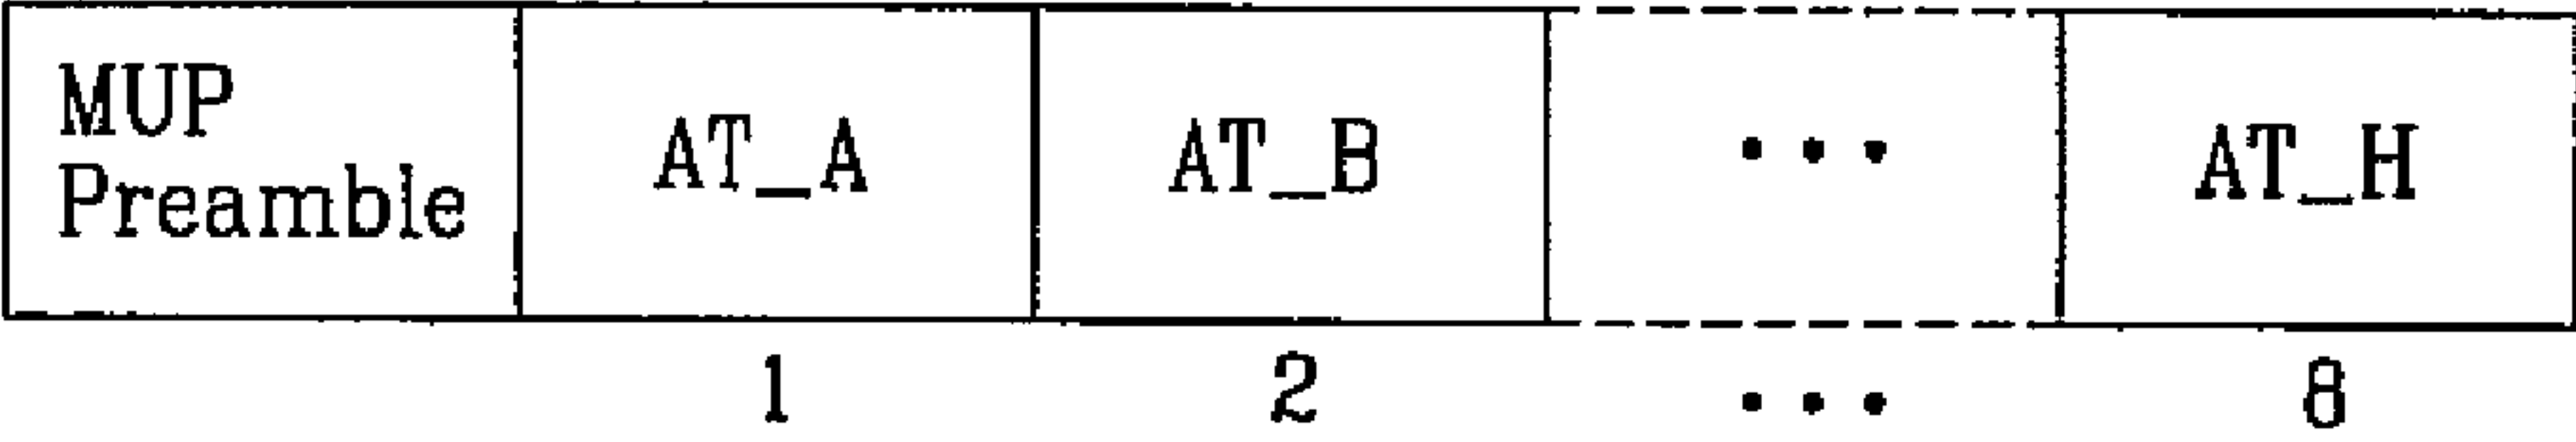 MUP
Preamble
AT_A
AT_B
...
AT_H
1
2
...
8